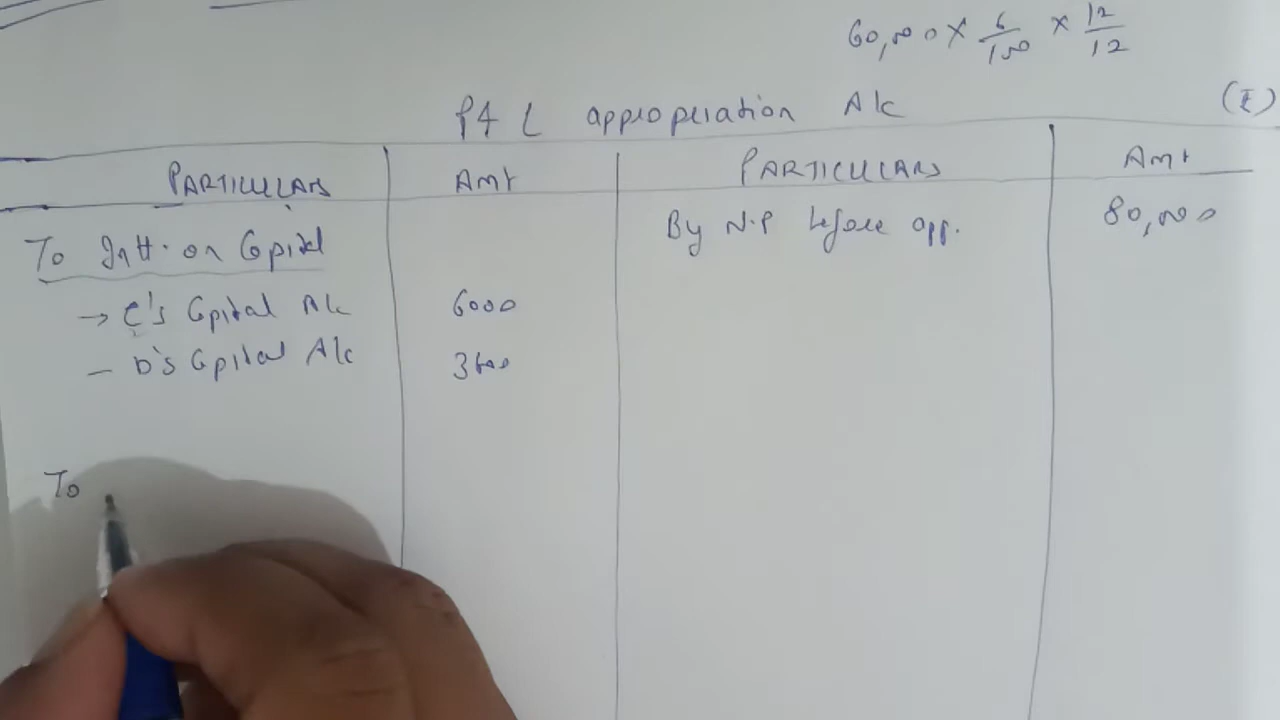 60,000 X 6/100 X 12/12
P & L appropriation A/c (₹)
PARTICULARS Amt PARTICULARS Amt
To Intt. on Capital By N.P before app. 80,000
→ C's Capital A/c 6000
- D's Capital A/c 3600
To